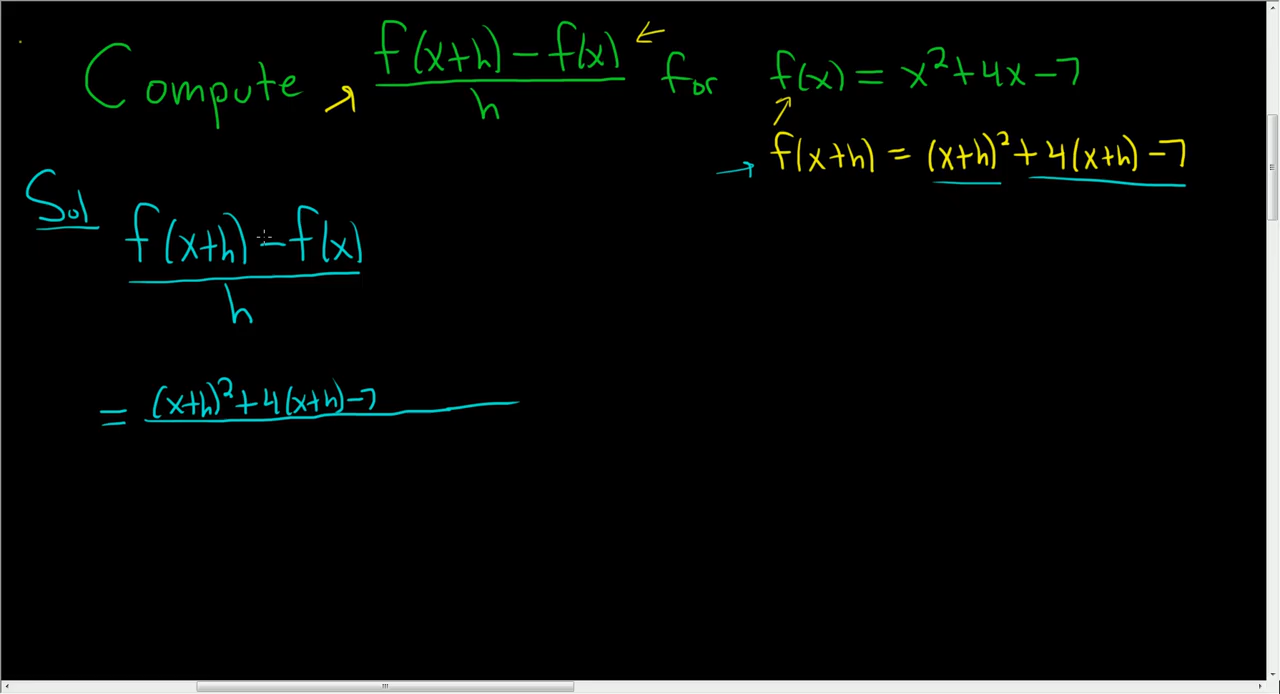 Compute f(x+h) - f(x) / h for f(x) = x² + 4x - 7
f(x+h) = (x+h)² + 4(x+h) - 7
Sol
f(x+h) - f(x)
h
= (x+h)² + 4(x+h) - 7